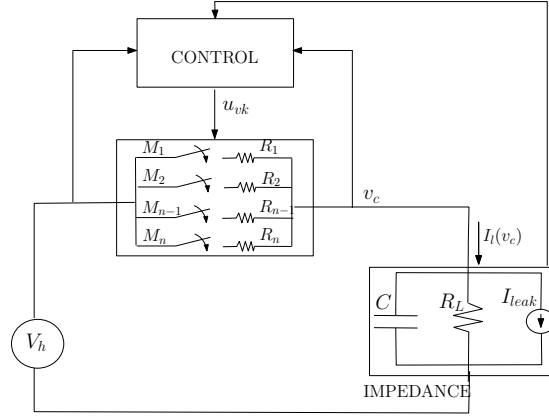 CONTROL
u_{vk}
M_1 R_1
M_2 R_2
M_{n-1} R_{n-1}
M_n R_n
v_c
I_l(v_c)
V_h
C R_L I_{leak}
IMPEDANCE